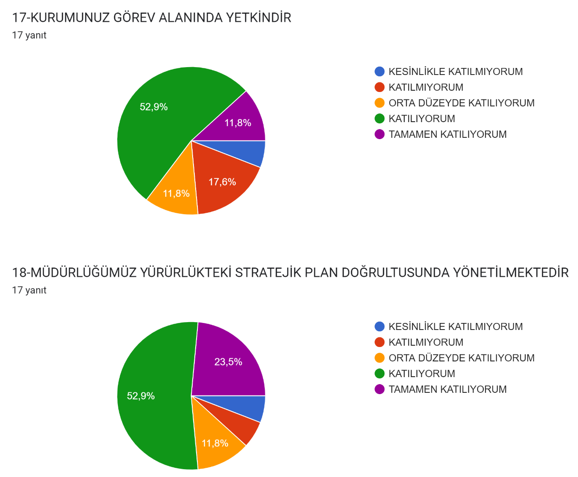 17-KURUMUNUZ GÖREV ALANINDA YETKİNDİR
17 yanıt
KESİNLİKLE KATILMIYORUM
KATILMIYORUM
ORTA DÜZEYDE KATILIYORUM
KATILIYORUM
TAMAMEN KATILIYORUM
52,9%
11,8%
17,6%
11,8%
18-MÜDÜRLÜĞÜMÜZ YÜRÜRLÜKTEKİ STRATEJİK PLAN DOĞRULTUSUNDA YÖNETİLMEKTEDİR
17 yanıt
KESİNLİKLE KATILMIYORUM
KATILMIYORUM
ORTA DÜZEYDE KATILIYORUM
KATILIYORUM
TAMAMEN KATILIYORUM
23,5%
52,9%
11,8%